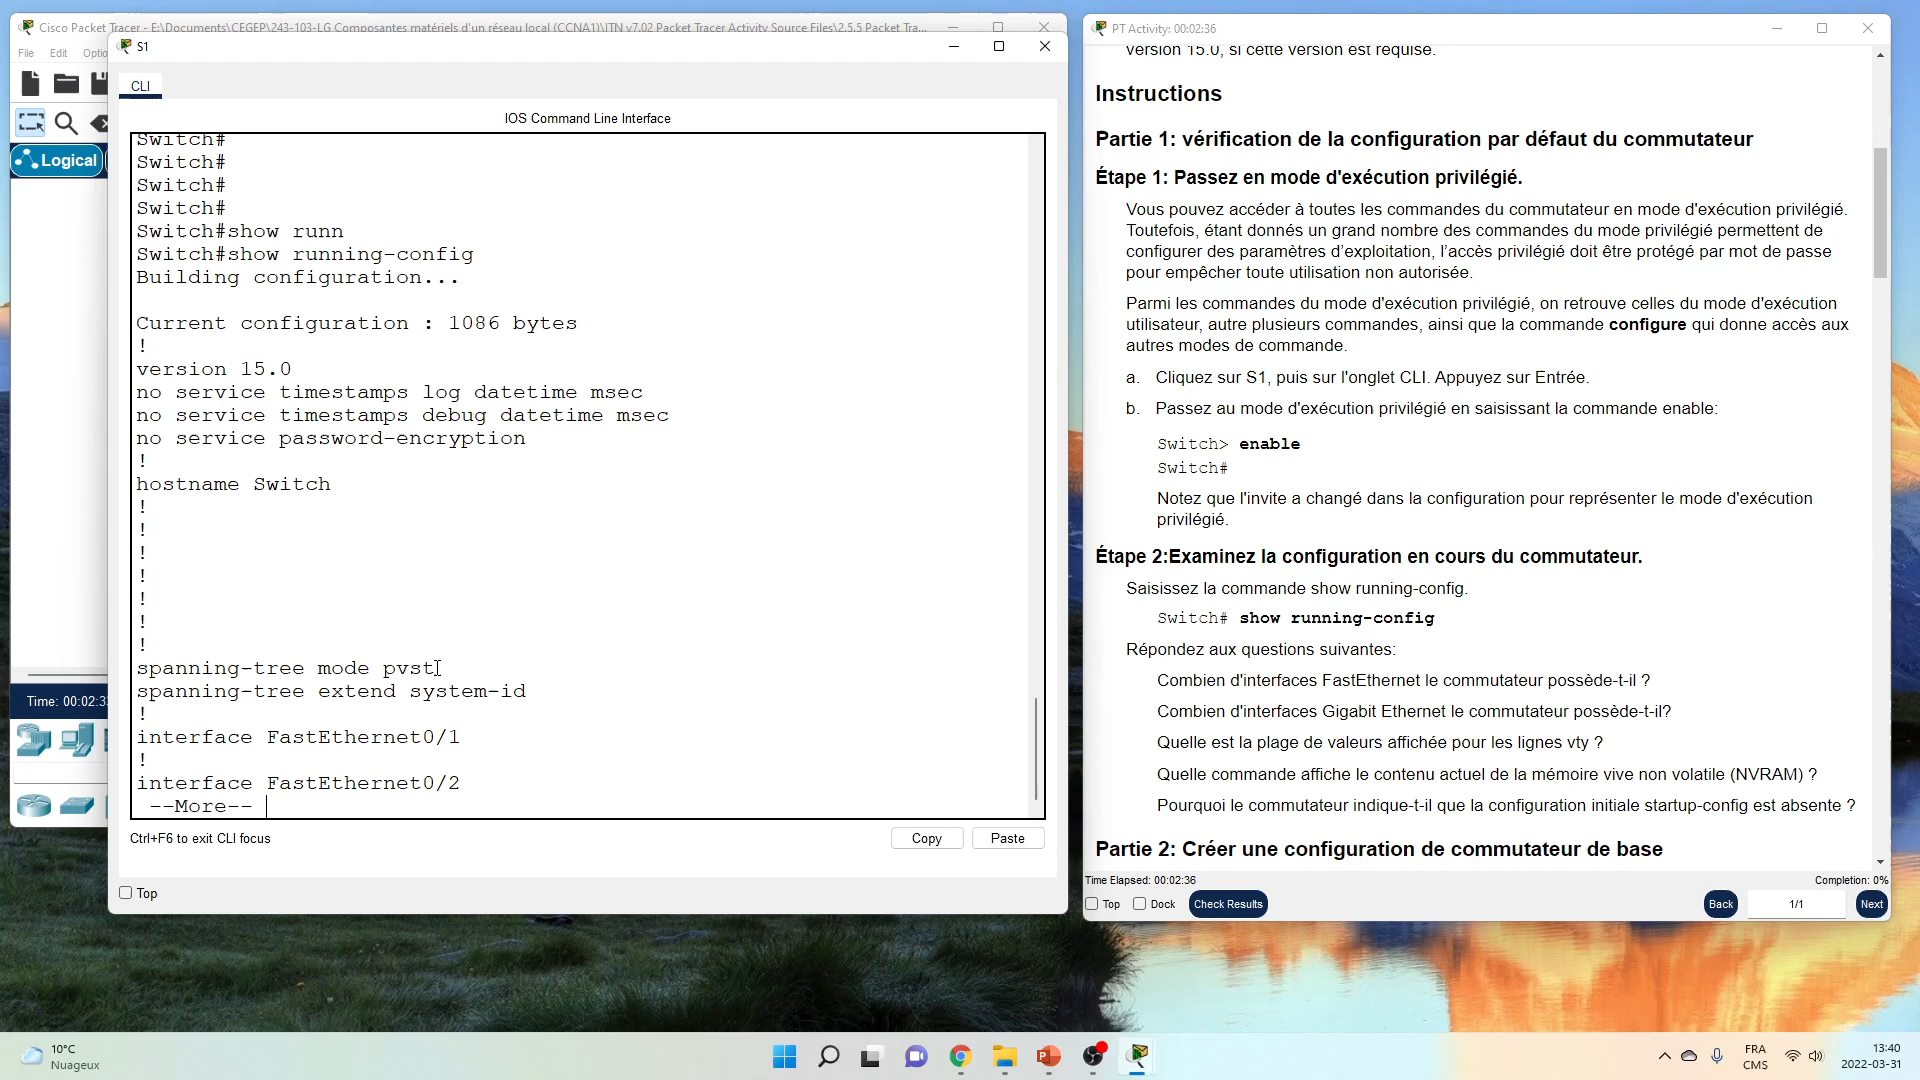 Cisco Packet Tracer - E:\Documents\CEGEP\243-103-LG Composantes matériels d'un réseau local (CCNA1)\ITN v7.02 Packet Tracer Activity Source Files\2.5.5 Packet Tra...
File Edit Optio
Logical
Time: 00:02:3
S1
CLI
IOS Command Line Interface
Switch#
Switch#
Switch#
Switch#
Switch#show runn
Switch#show running-config
Building configuration...
Current configuration : 1086 bytes
!
version 15.0
no service timestamps log datetime msec
no service timestamps debug datetime msec
no service password-encryption
!
hostname Switch
!
!
!
!
!
!
!
spanning-tree mode pvst
spanning-tree extend system-id
!
interface FastEthernet0/1
!
interface FastEthernet0/2
--More--
Ctrl+F6 to exit CLI focus
Copy
Paste
Top
PT Activity: 00:02:36
version 15.0, si cette version est requise.
Instructions
Partie 1: vérification de la configuration par défaut du commutateur
Étape 1: Passez en mode d'exécution privilégié.
Vous pouvez accéder à toutes les commandes du commutateur en mode d'exécution privilégié.
Toutefois, étant donnés un grand nombre des commandes du mode privilégié permettent de
configurer des paramètres d'exploitation, l'accès privilégié doit être protégé par mot de passe
pour empêcher toute utilisation non autorisée.
Parmi les commandes du mode d'exécution privilégié, on retrouve celles du mode d'exécution
utilisateur, autre plusieurs commandes, ainsi que la commande configure qui donne accès aux
autres modes de commande.
a. Cliquez sur S1, puis sur l'onglet CLI. Appuyez sur Entrée.
b. Passez au mode d'exécution privilégié en saisissant la commande enable:
Switch> enable
Switch#
Notez que l'invite a changé dans la configuration pour représenter le mode d'exécution
privilégié.
Étape 2:Examinez la configuration en cours du commutateur.
Saisissez la commande show running-config.
Switch# show running-config
Répondez aux questions suivantes:
Combien d'interfaces FastEthernet le commutateur possède-t-il ?
Combien d'interfaces Gigabit Ethernet le commutateur possède-t-il?
Quelle est la plage de valeurs affichée pour les lignes vty ?
Quelle commande affiche le contenu actuel de la mémoire vive non volatile (NVRAM) ?
Pourquoi le commutateur indique-t-il que la configuration initiale startup-config est absente ?
Partie 2: Créer une configuration de commutateur de base
Time Elapsed: 00:02:36
Completion: 0%
Top
Dock
Check Results
Back
1/1
Next
10°C
Nuageux
FRA
CMS
13:40
2022-03-31